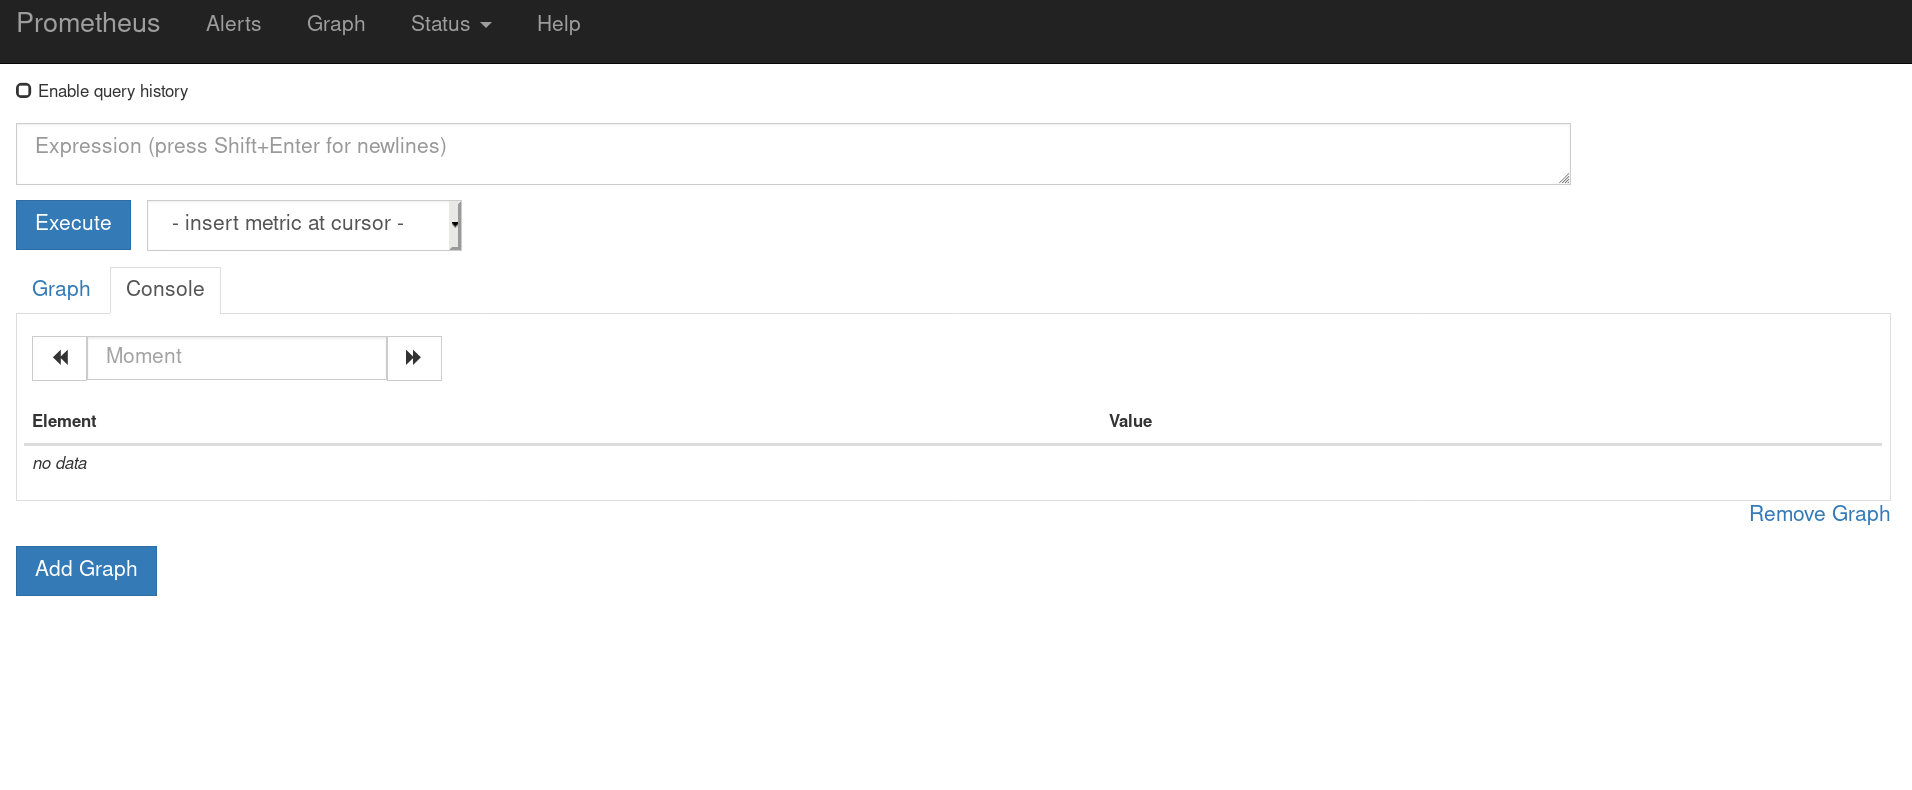 Prometheus Alerts Graph Status Help
Enable query history
Expression (press Shift+Enter for newlines)
Execute - insert metric at cursor -
Graph Console
Moment
Element Value
no data
Remove Graph
Add Graph